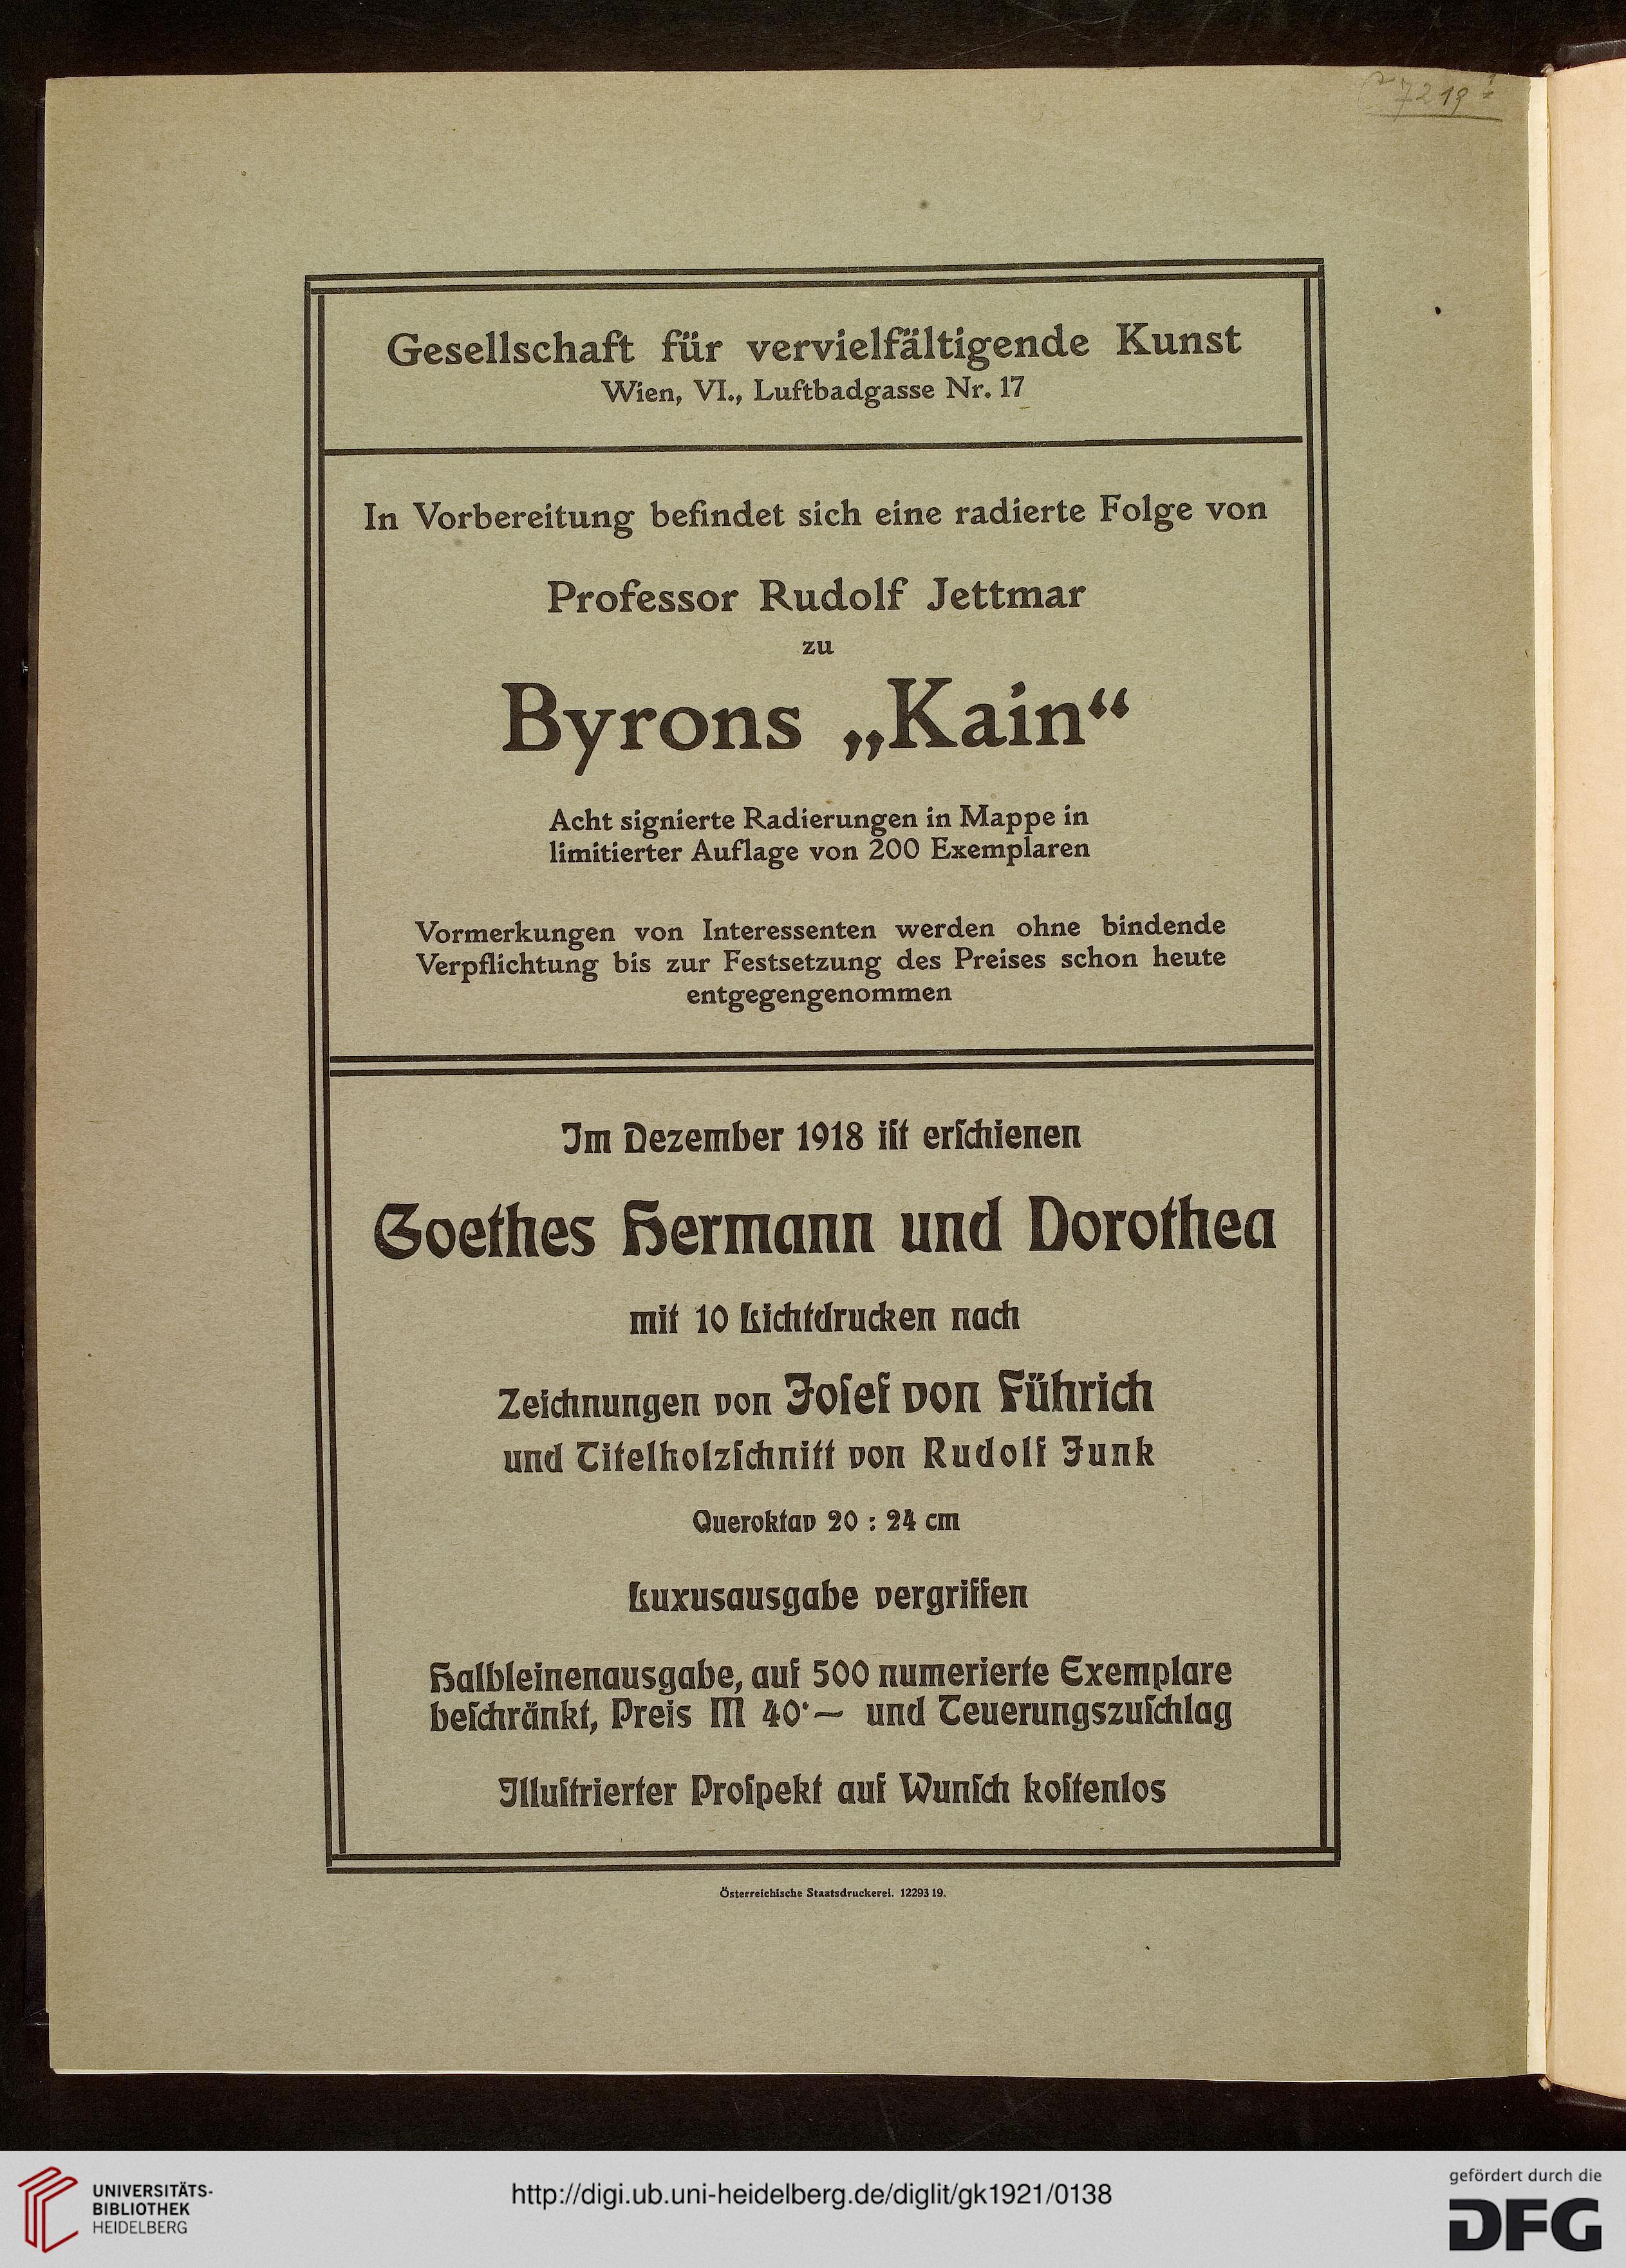 7219
Gesellschaft für vervielfältigende Kunst
Wien, VI., Luftbadgasse Nr. 17
In Vorbereitung befindet sich eine radierte Folge von
Professor Rudolf Jettmar
zu
Byrons „Kain“
Acht signierte Radierungen in Mappe in
limitierter Auflage von 200 Exemplaren
Vormerkungen von Interessenten werden ohne bindende
Verpflichtung bis zur Festsetzung des Preises schon heute
entgegengenommen
Im Dezember 1918 iſt erſchienen
Goethes Hermann und Dorothea
mit 10 Lichtdrucken nach
Zeichnungen von Joſef von Führich
und Titelholzſchnitt von Rudolf Junk
Queroktav 20 : 24 cm
Luxusausgabe vergriffen
Halbleinenausgabe, auf 500 numerierte Exemplare
beſchränkt, Preis M 40·— und Teuerungszuſchlag
Illuſtrierter Proſpekt auf Wunſch koſtenlos
Österreichische Staatsdruckerei. 12293 19.
UNIVERSITÄTS-
BIBLIOTHEK
HEIDELBERG
http://digi.ub.uni-heidelberg.de/diglit/gk1921/0138
gefördert durch die
DFG